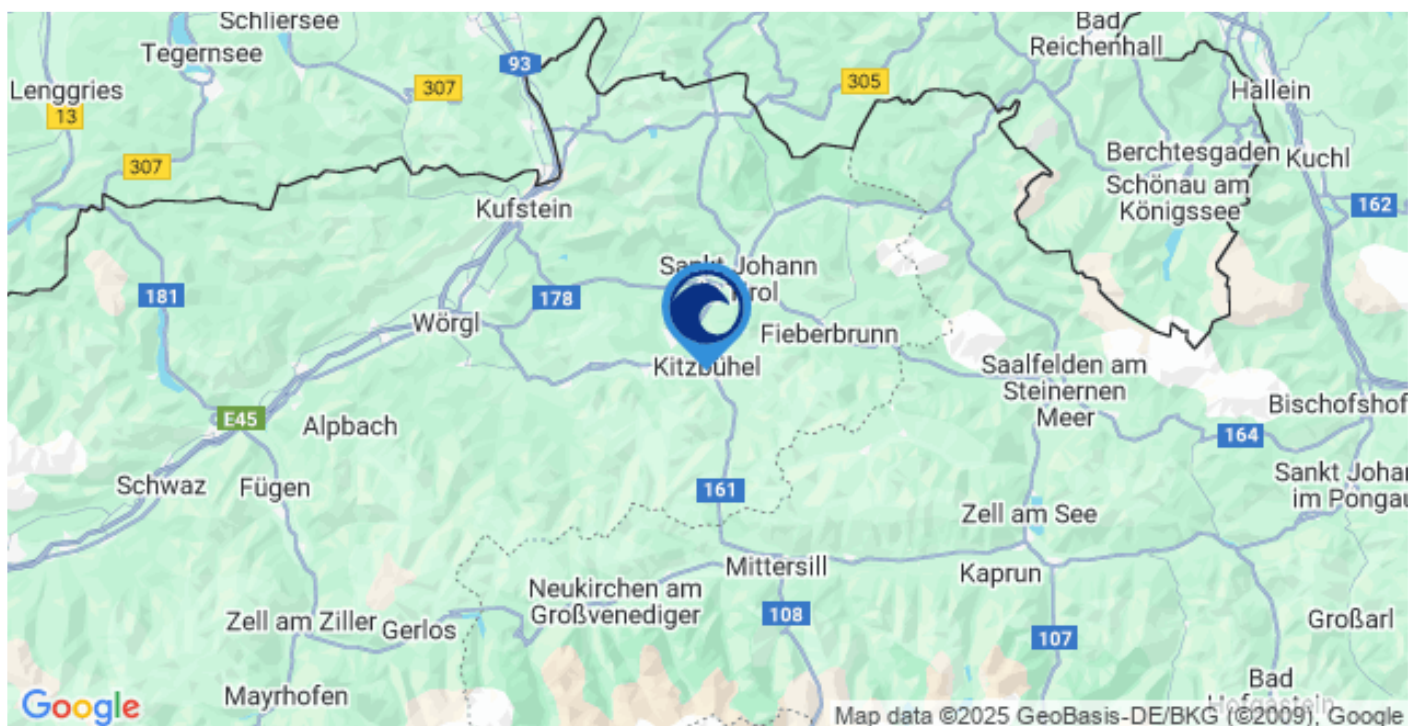 Schliersee
Bad
Reichenhall
Tegernsee
93
Lenggries
307
305
Hallein
13
307
Berchtesgaden
Kuchl
Schönau am
Königssee
162
Kufstein
Sankt Johann
181
178
Wörgl
Fieberbrunn
Kitzbühel
Saalfelden am
Steinernen
Meer
Bischofshof
E45
Alpbach
164
Schwaz
Fügen
161
Sankt Johan
im Pongau
Zell am See
Mittersill
Kaprun
Neukirchen am
Großvenediger
108
Zell am Ziller
Gerlos
107
Großarl
Mayrhofen
Bad
Hofgastein
Google
Map data ©2025 GeoBasis-DE/BKG (©2009), Google